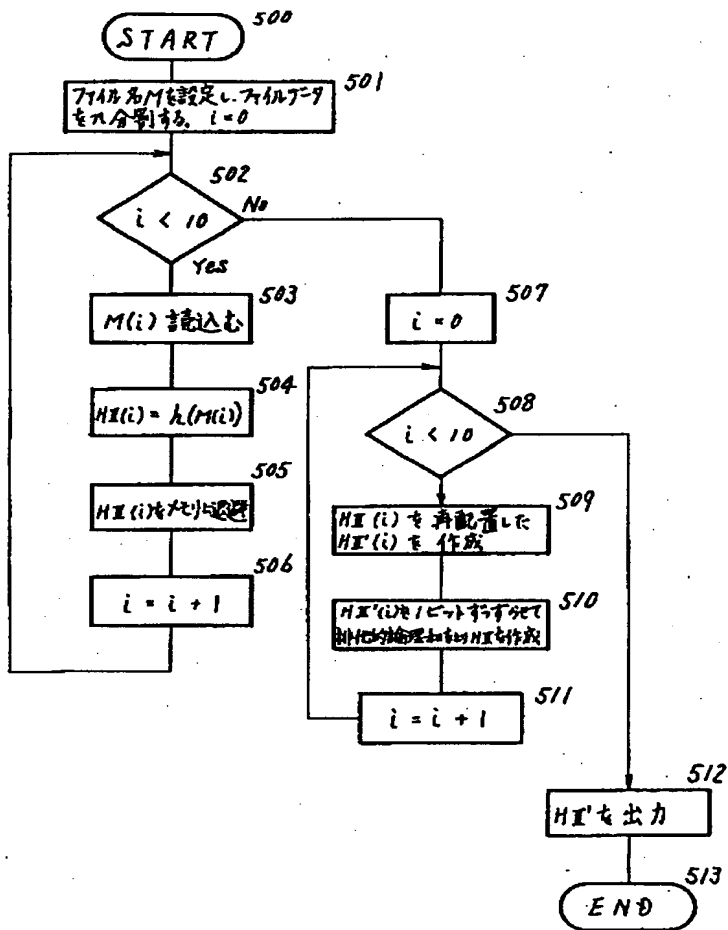 500
START
501
ファイル名Mを設定し、ファイルデータ
をn分割する。 i=0
502
i < 10
No
Yes
503
M(i) 読込む
504
HI(i) = h(M(i))
505
HI(i)をメモリに退避
506
i = i + 1
507
i = 0
508
i < 10
509
HI(i) を 再配置した
HI'(i) を 作成
510
HI'(i)を1ビットずつずらせて
排他的論理和をとりHIを作成
511
i = i + 1
512
HI'を出力
513
END